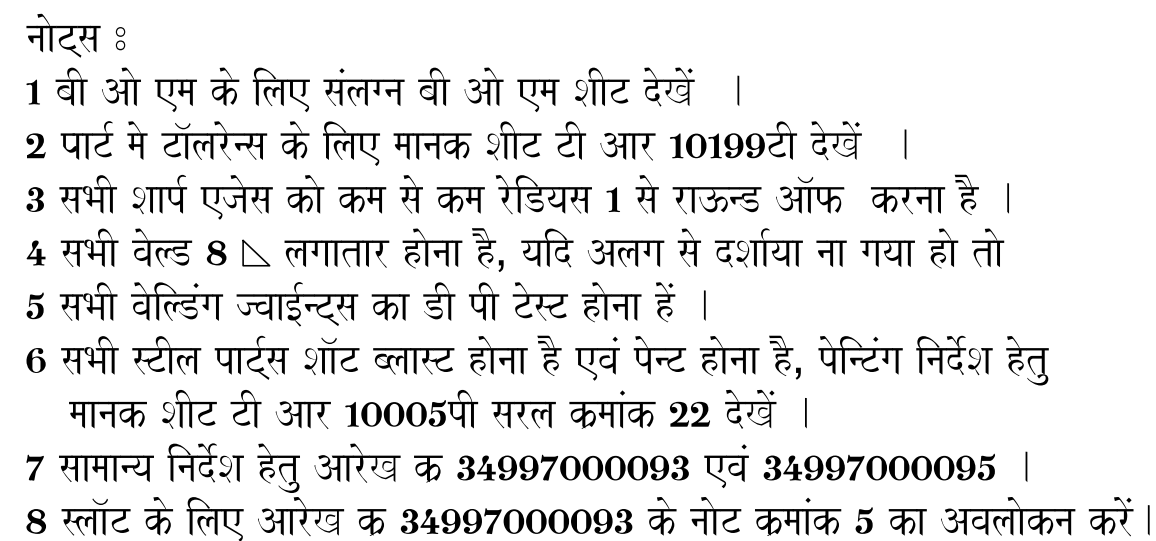 नोट्स :
1 बी ओ एम के लिए संलग्न बी ओ एम शीट देखें ।
2 पार्ट मे टॉलरेन्स के लिए मानक शीट टी आर 10199टी देखें ।
3 सभी शार्प एजेस को कम से कम रेडियस 1 से राऊन्ड ऑफ करना है ।
4 सभी वेल्ड 8 ◺ लगातार होना है, यदि अलग से दर्शाया ना गया हो तो
5 सभी वेल्डिंग ज्वाईन्ट्स का डी पी टेस्ट होना हें ।
6 सभी स्टील पार्ट्स शॉट ब्लास्ट होना है एवं पेन्ट होना है, पेन्टिंग निर्देश हेतु
मानक शीट टी आर 10005पी सरल क्रमांक 22 देखें ।
7 सामान्य निर्देश हेतु आरेख क्र 34997000093 एवं 34997000095 ।
8 स्लॉट के लिए आरेख क्र 34997000093 के नोट क्रमांक 5 का अवलोकन करें ।